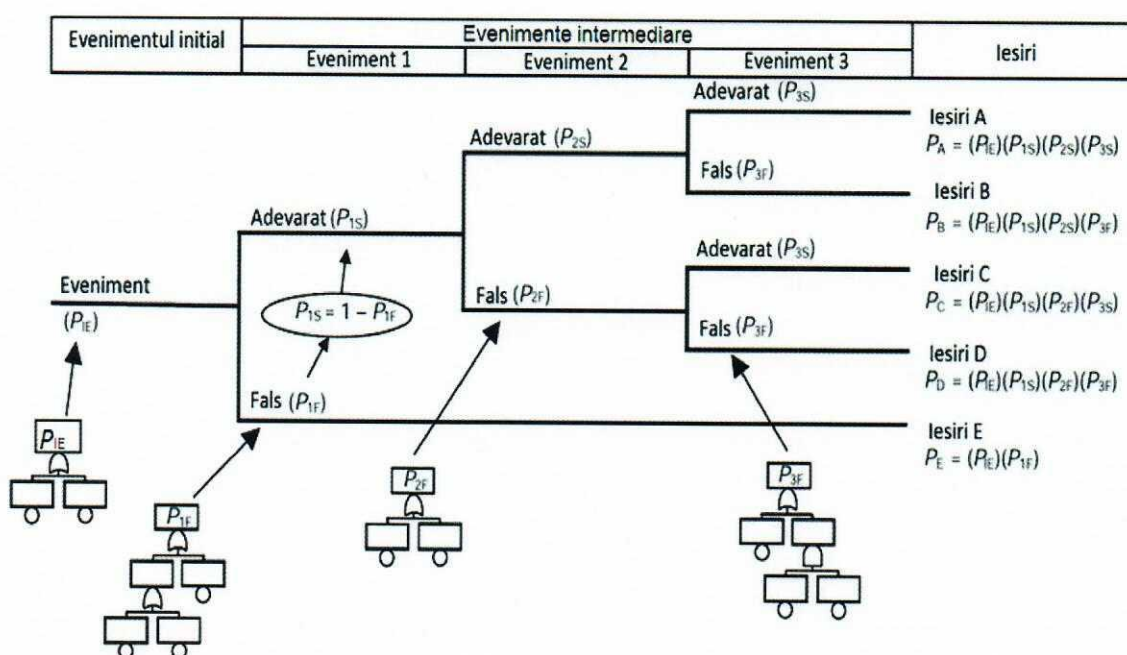 Evenimentul initial
Evenimente intermediare
Iesiri
Eveniment 1
Eveniment 2
Eveniment 3
Adevarat (P3S)
Iesiri A
PA = (PIE)(P1S)(P2S)(P3S)
Adevarat (P2S)
Fals (P3F)
Iesiri B
PB = (PIE)(P1S)(P2S)(P3F)
Adevarat (P1S)
Adevarat (P3S)
Iesiri C
PC = (PIE)(P1S)(P2F)(P3S)
Eveniment
(PIE)
P1S = 1 – P1F
Fals (P2F)
Fals (P3F)
Iesiri D
PD = (PIE)(P1S)(P2F)(P3F)
Fals (P1F)
Iesiri E
PE = (PIE)(P1F)
PIE
P1F
P2F
P3F